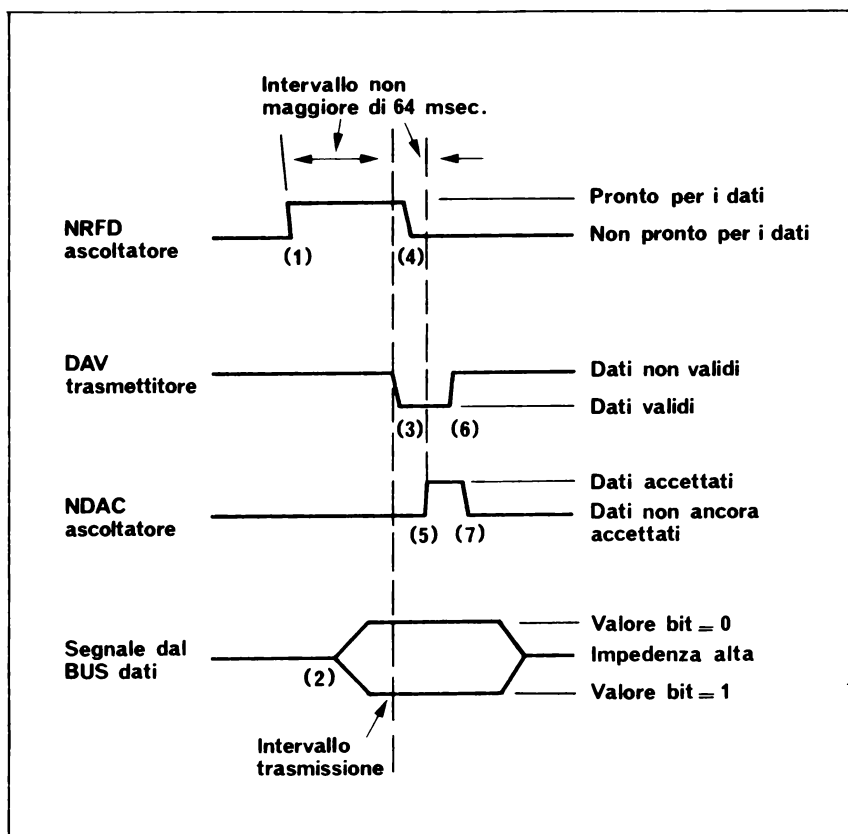 Intervallo non
maggiore di 64 msec.
NRFD
ascoltatore
(1)
(4)
Pronto per i dati
Non pronto per i dati
DAV
trasmettitore
(3)
(6)
Dati non validi
Dati validi
NDAC
ascoltatore
(5)
(7)
Dati accettati
Dati non ancora
accettati
Segnale dal
BUS dati
(2)
Valore bit = 0
Impedenza alta
Valore bit = 1
Intervallo
trasmissione